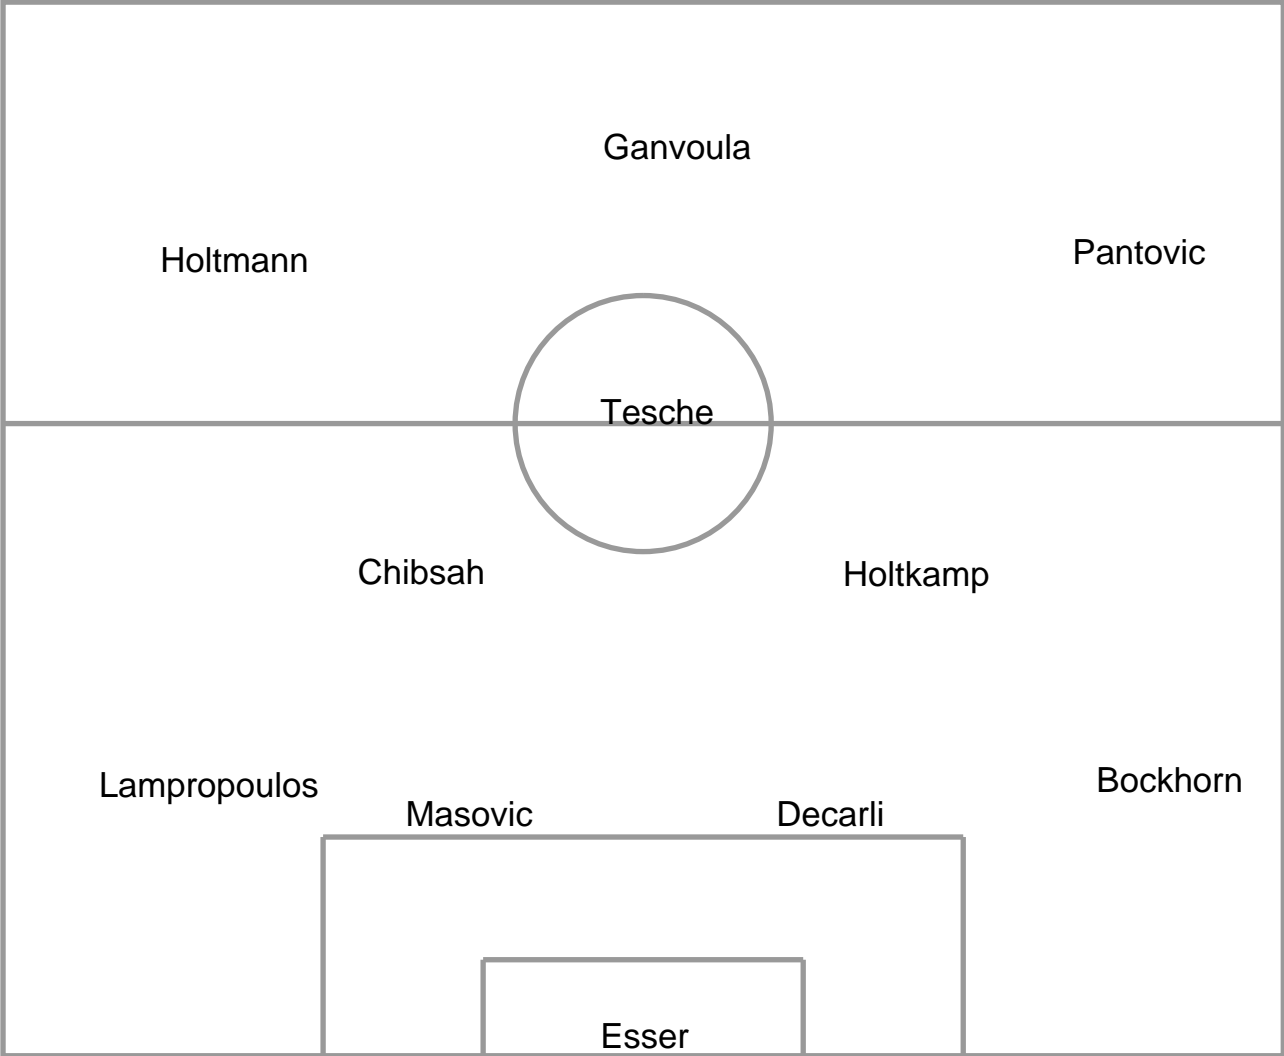 Ganvoula
Holtmann
Pantovic
Tesche
Chibsah
Holtkamp
Lampropoulos
Bockhorn
Masovic
Decarli
Esser